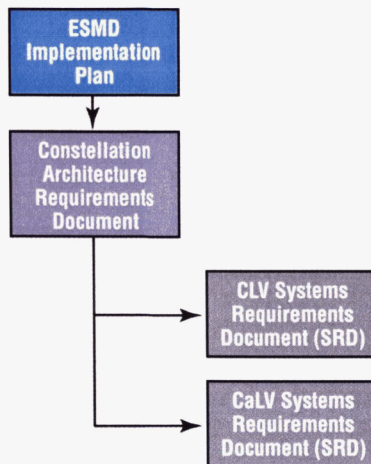 ESMD
Implementation
Plan
Constellation
Architecture
Requirements
Document
CLV Systems
Requirements
Document (SRD)
CaLV Systems
Requirements
Document (SRD)